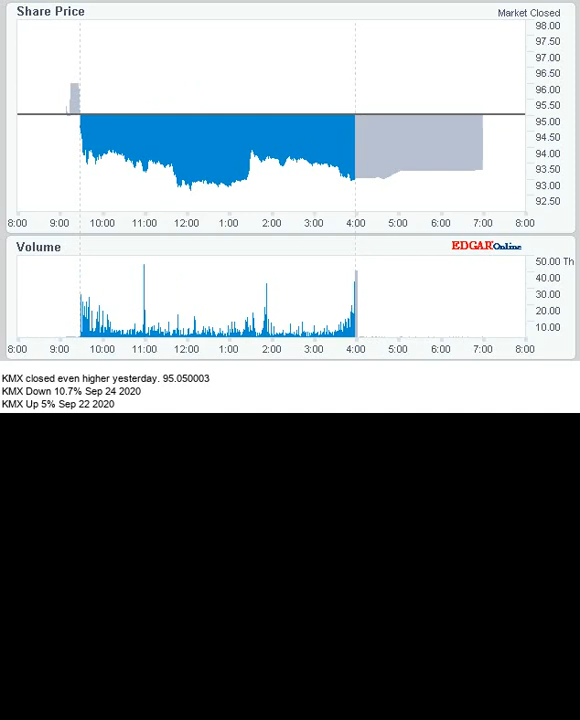 Share Price
Market Closed
98.00
97.50
97.00
96.50
96.00
95.50
95.00
94.50
94.00
93.50
93.00
92.50
8:00 9:00 10:00 11:00 12:00 1:00 2:00 3:00 4:00 5:00 6:00 7:00 8:00
Volume
EDGAR Online
50.00 Th
40.00
30.00
20.00
10.00
8:00 9:00 10:00 11:00 12:00 1:00 2:00 3:00 4:00 5:00 6:00 7:00 8:00
KMX closed even higher yesterday. 95.050003
KMX Down 10.7% Sep 24 2020
KMX Up 5% Sep 22 2020